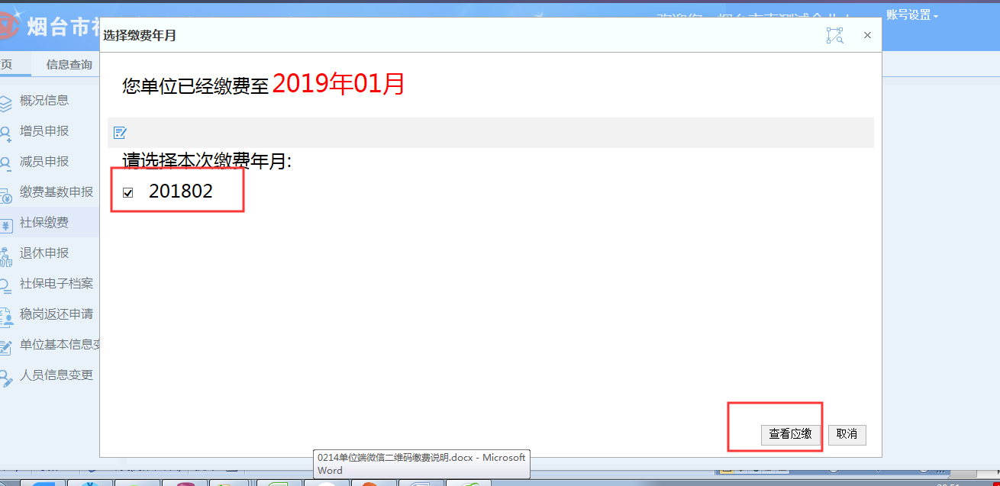 烟台市社
账号设置
选择缴费年月
页
信息查询
您单位已经缴费至 2019年01月
概况信息
增员申报
减员申报
请选择本次缴费年月:
201802
缴费基数申报
社保缴费
退休申报
社保电子档案
稳岗返还申请
单位基本信息变
人员信息变更
查看应缴
取消
0214单位端微信二维码缴费说明.docx - Microsoft
Word